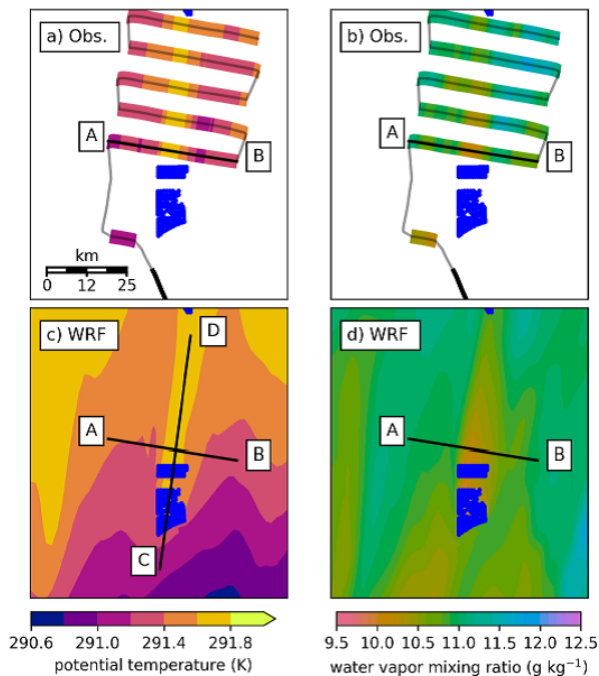 a) Obs.
b) Obs.
A
B
A
B
km
0 12 25
c) WRF
d) WRF
D
A
B
A
B
C
290.6 291.0 291.4 291.8
9.5 10.0 10.5 11.0 11.5 12.0 12.5
potential temperature (K)
water vapor mixing ratio (g kg⁻¹)